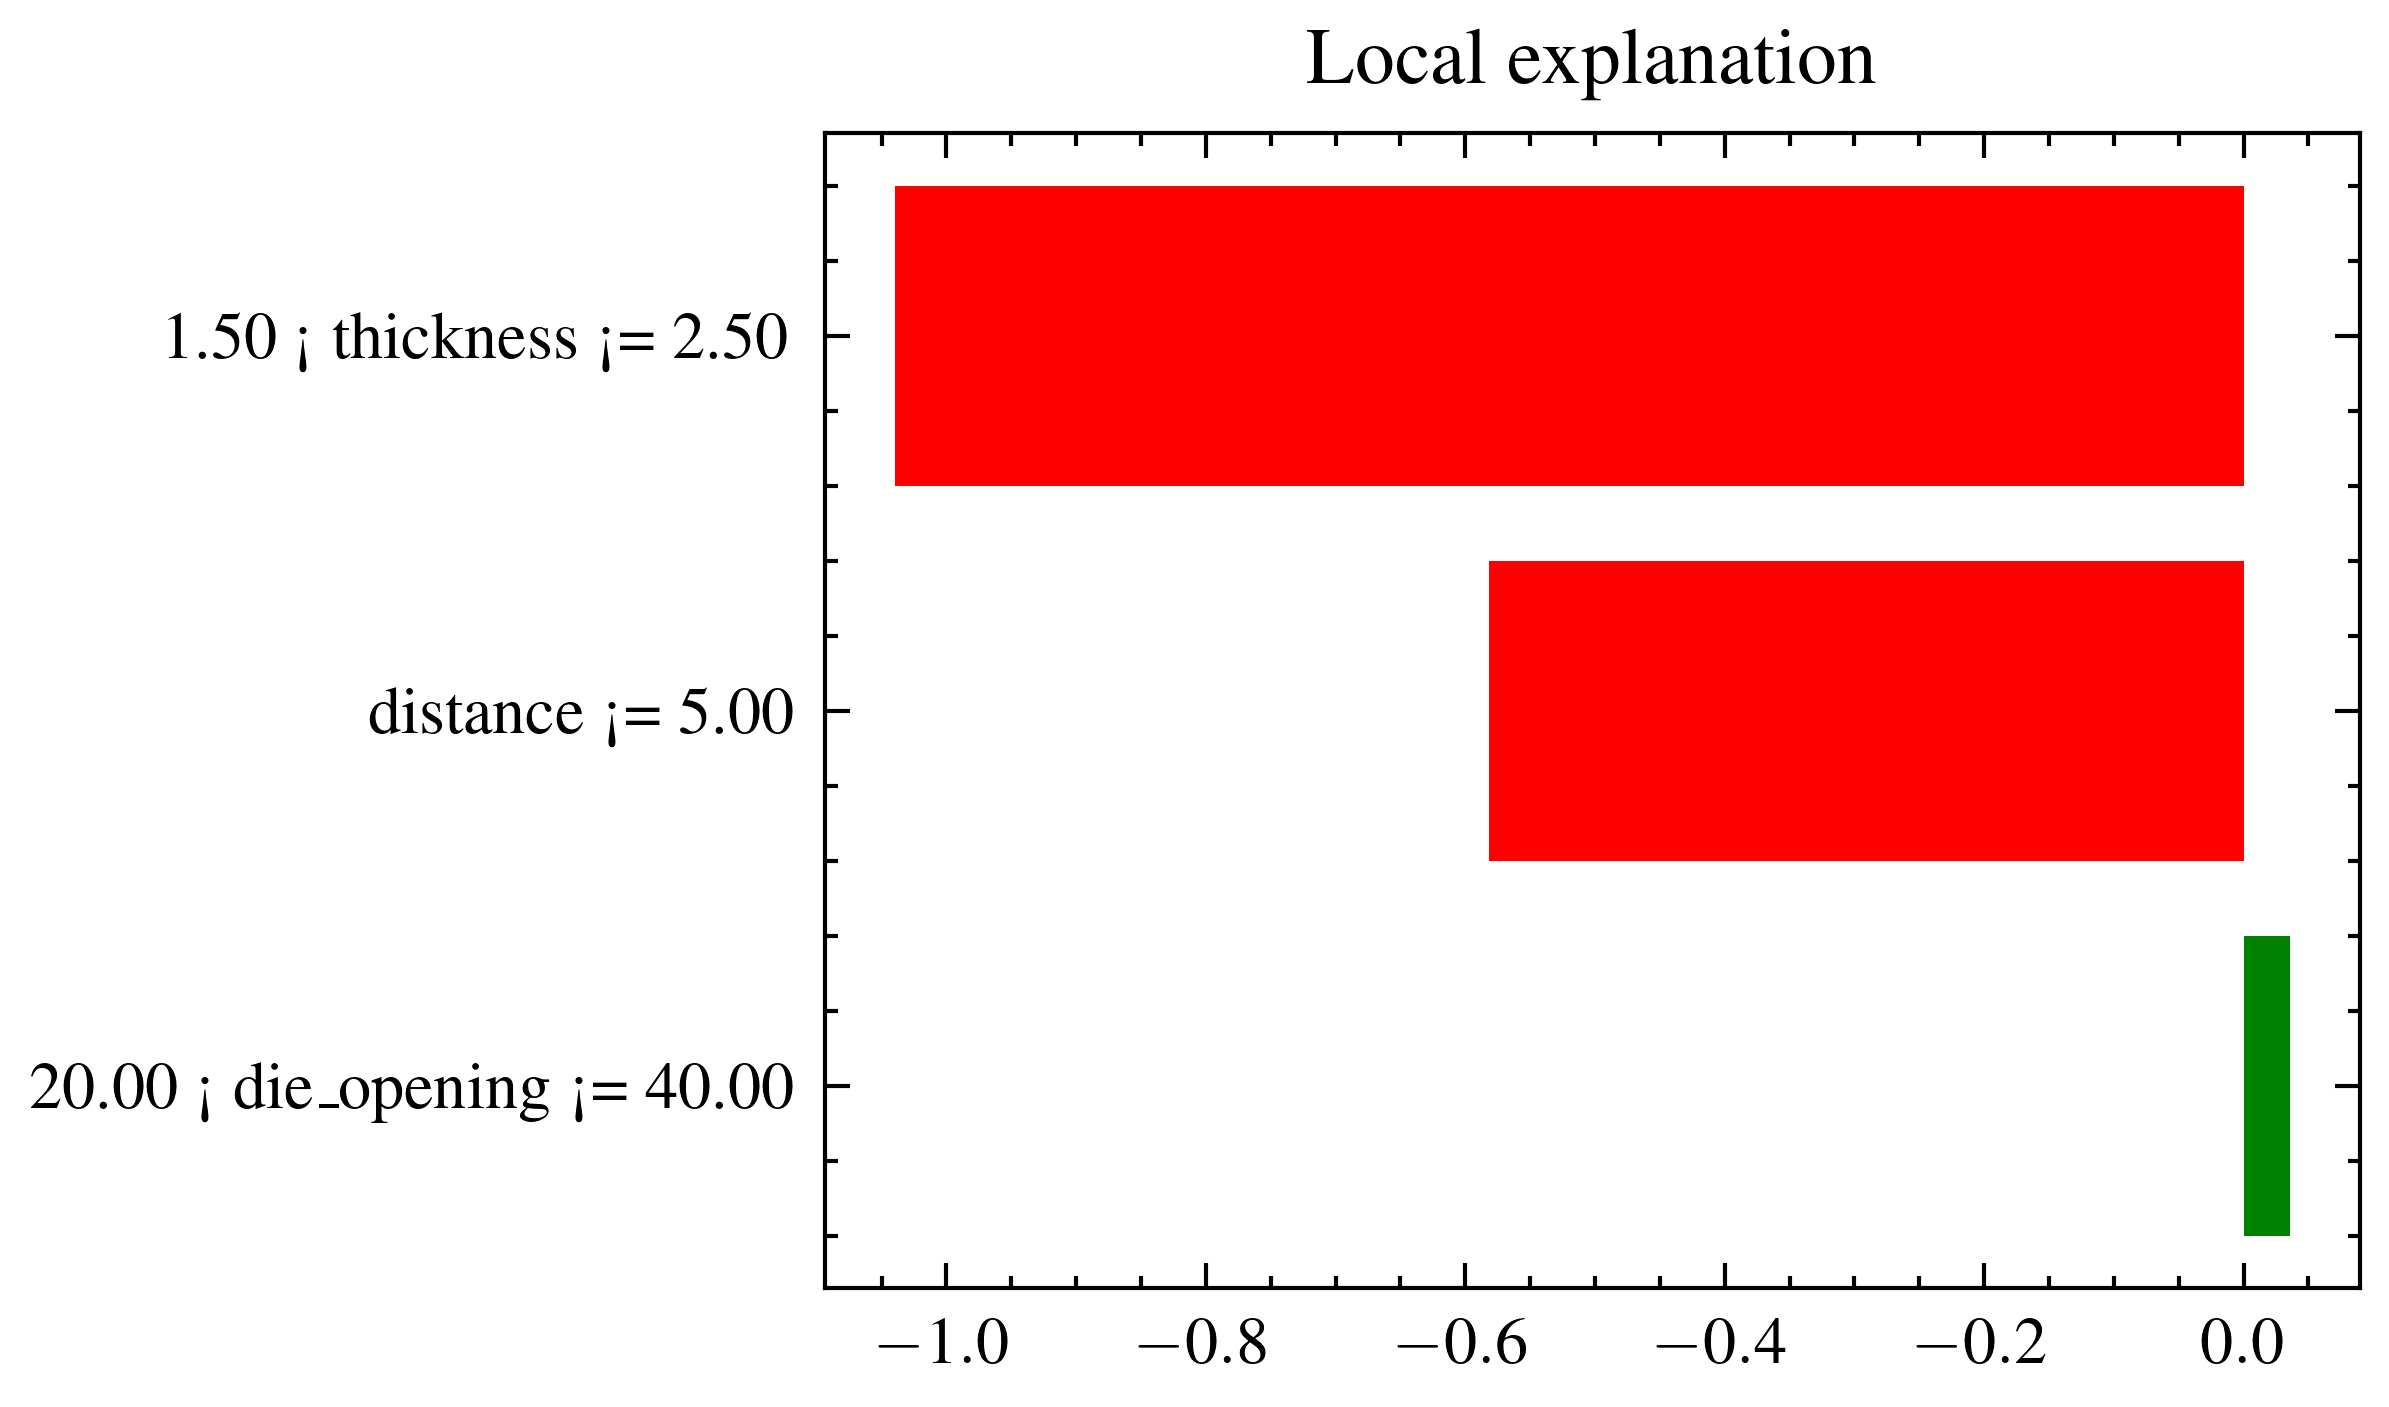 Local explanation
1.50 ¡ thickness ¡= 2.50
distance ¡= 5.00
20.00 ¡ die_opening ¡= 40.00
−1.0 −0.8 −0.6 −0.4 −0.2 0.0